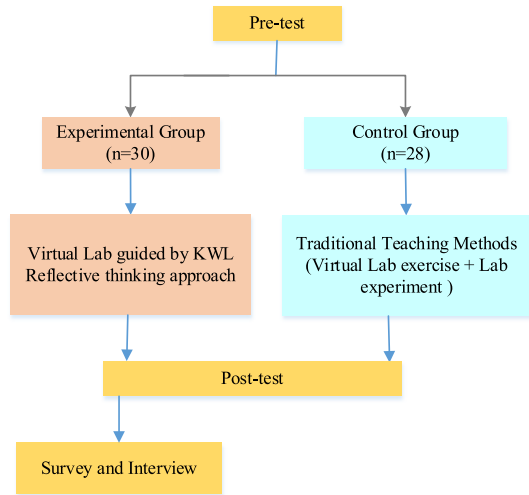 Pre-test
Experimental Group
(n=30)
Control Group
(n=28)
Virtual Lab guided by KWL
Reflective thinking approach
Traditional Teaching Methods
(Virtual Lab exercise + Lab
experiment )
Post-test
Survey and Interview